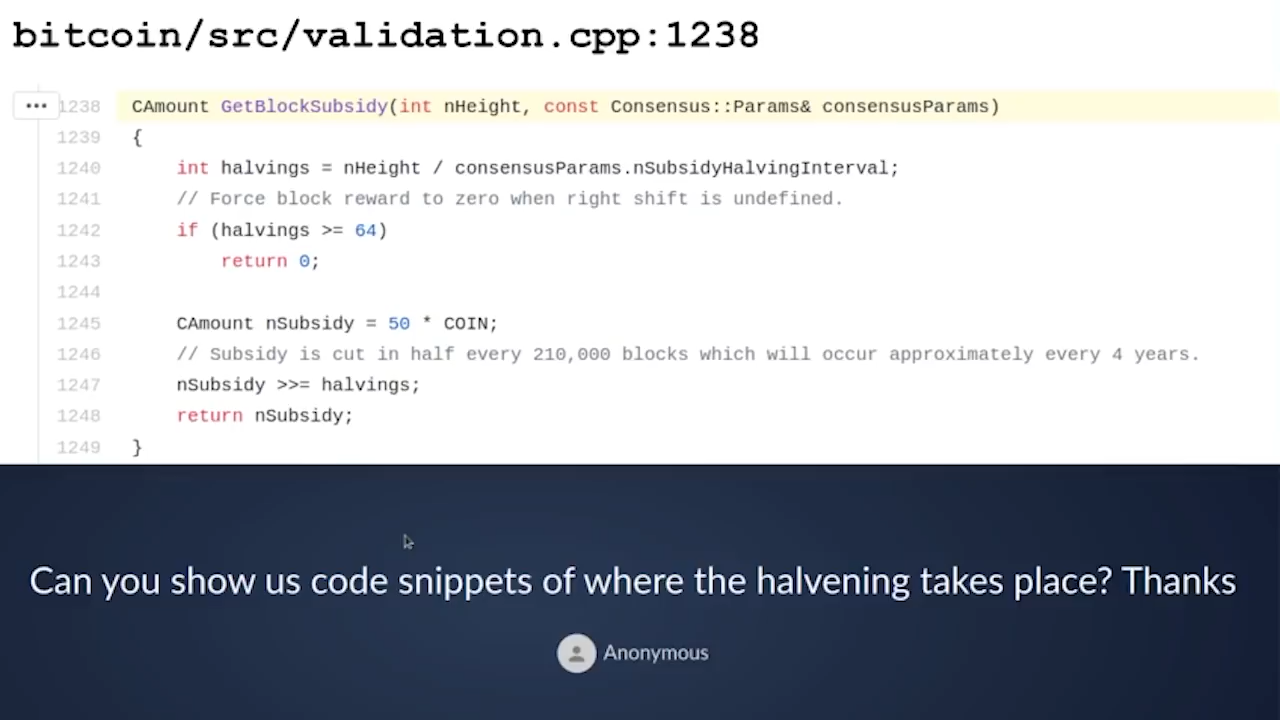 bitcoin/src/validation.cpp:1238
1238 CAmount GetBlockSubsidy(int nHeight, const Consensus::Params& consensusParams)
1239 {
1240     int halvings = nHeight / consensusParams.nSubsidyHalvingInterval;
1241     // Force block reward to zero when right shift is undefined.
1242     if (halvings >= 64)
1243         return 0;
1244
1245     CAmount nSubsidy = 50 * COIN;
1246     // Subsidy is cut in half every 210,000 blocks which will occur approximately every 4 years.
1247     nSubsidy >>= halvings;
1248     return nSubsidy;
1249 }
Can you show us code snippets of where the halvening takes place? Thanks
Anonymous